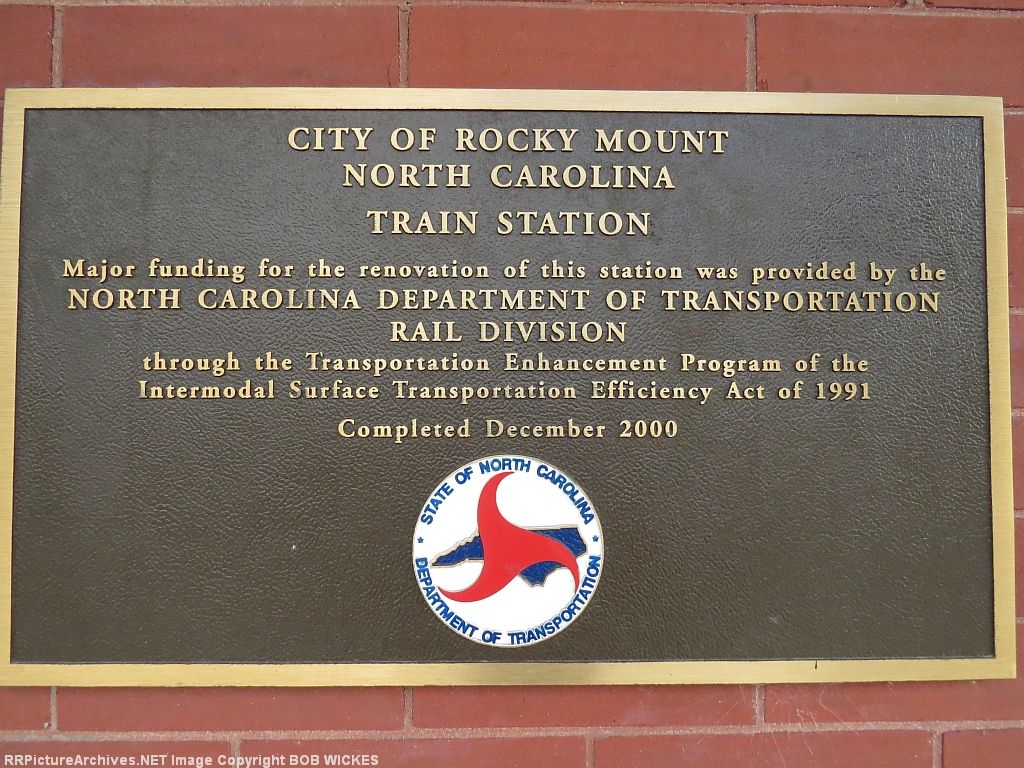 CITY OF ROCKY MOUNT
NORTH CAROLINA
TRAIN STATION
Major funding for the renovation of this station was provided by the
NORTH CAROLINA DEPARTMENT OF TRANSPORTATION
RAIL DIVISION
through the Transportation Enhancement Program of the
Intermodal Surface Transportation Efficiency Act of 1991
Completed December 2000
STATE OF NORTH CAROLINA
DEPARTMENT OF TRANSPORTATION
RRPictureArchives.NET Image Copyright BOB WICKES